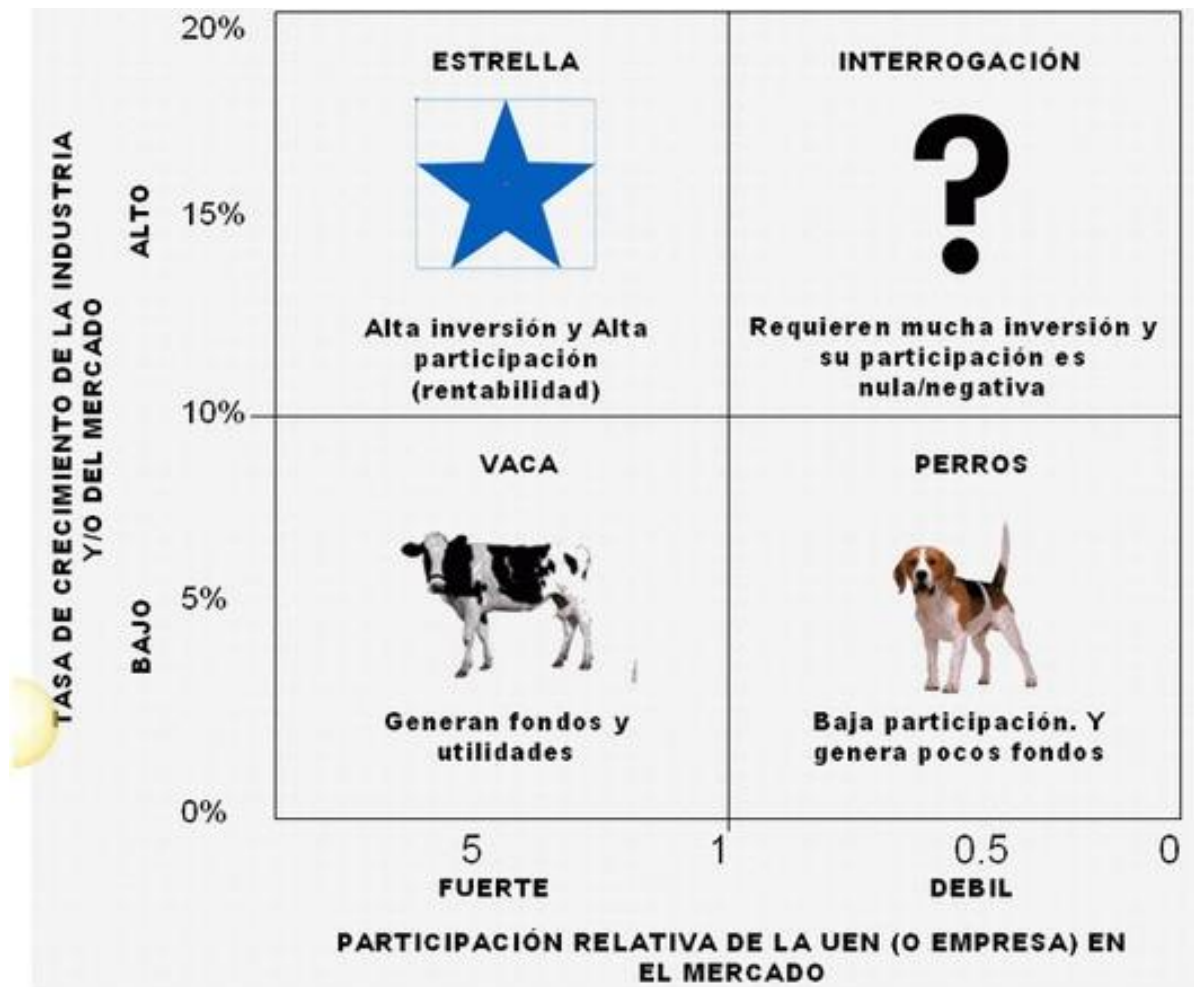 TASA DE CRECIMIENTO DE LA INDUSTRIA
Y/O DEL MERCADO
ALTO
BAJO
20%
15%
10%
5%
0%
ESTRELLA
?
Alta inversión y Alta
participación
(rentabilidad)
INTERROGACIÓN
Requieren mucha inversión y
su participación es
nula/negativa
VACA
Generan fondos y
utilidades
PERROS
Baja participación. Y
genera pocos fondos
5
1
0.5
0
FUERTE
DEBIL
PARTICIPACIÓN RELATIVA DE LA UEN (O EMPRESA) EN
EL MERCADO